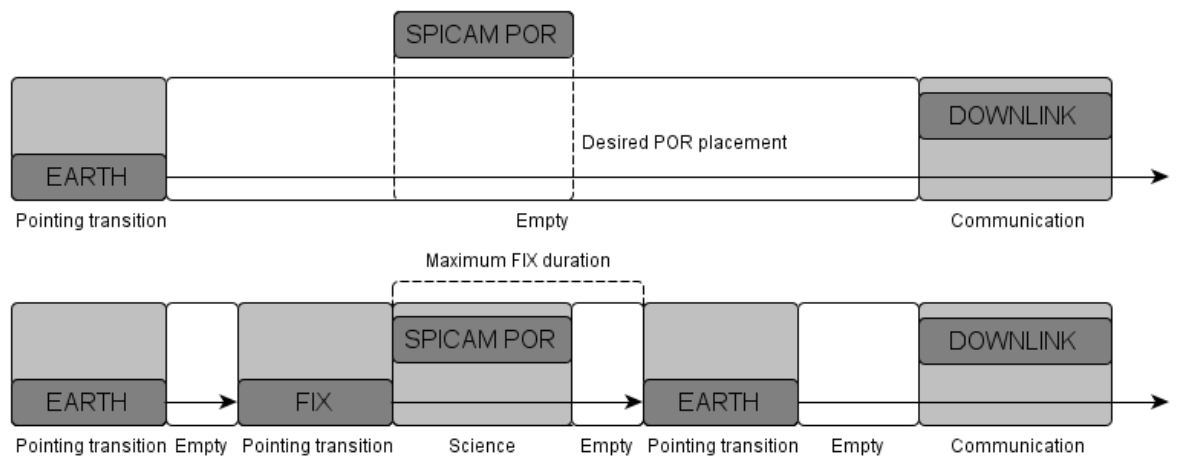 SPICAM POR
DOWNLINK
Desired POR placement
EARTH
Pointing transition Empty Communication
Maximum FIX duration
SPICAM POR DOWNLINK
EARTH FIX EARTH
Pointing transition Empty Pointing transition Science Empty Pointing transition Empty Communication